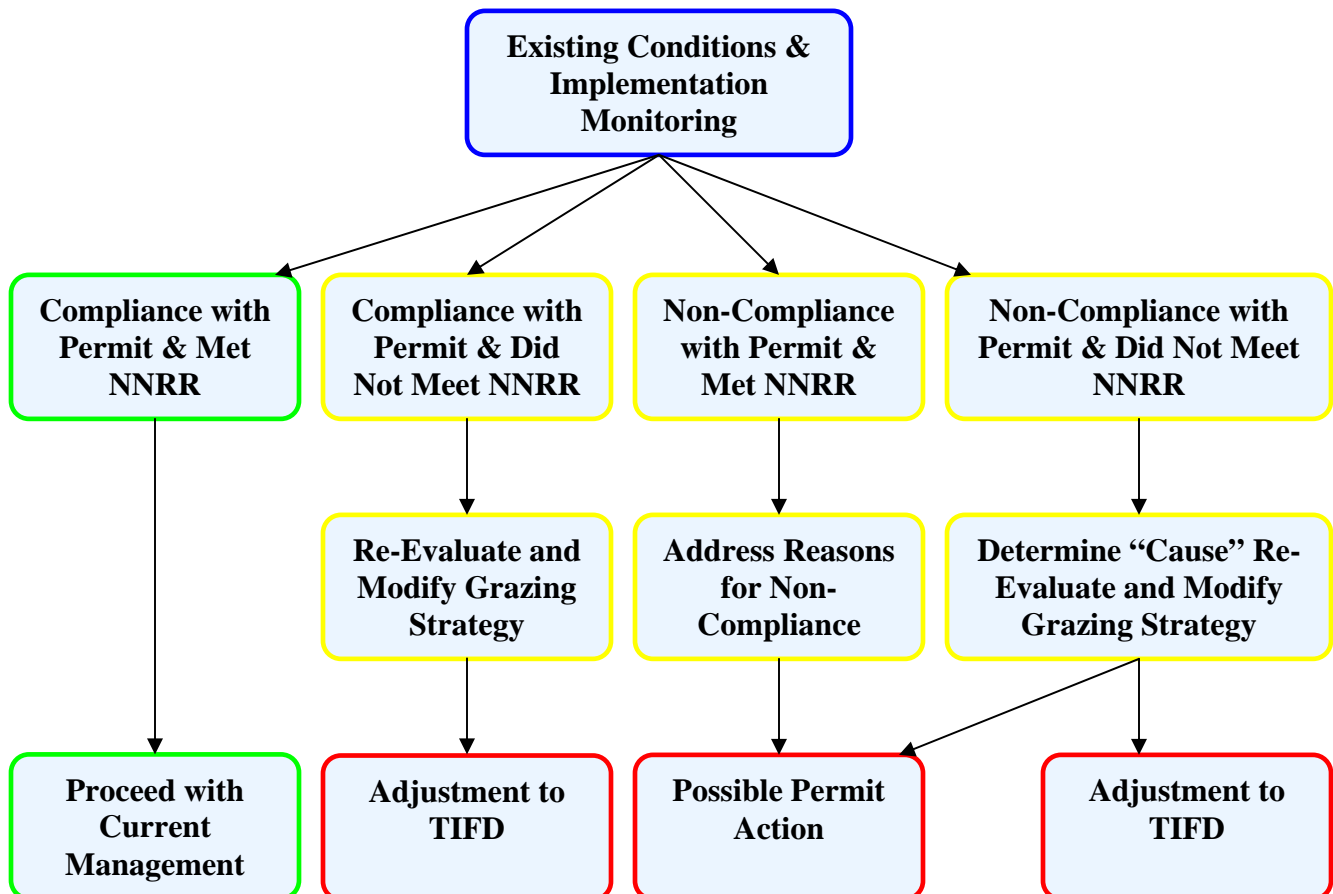 Existing Conditions &
Implementation
Monitoring
Compliance with
Permit & Met
NNRR
Compliance with
Permit & Did
Not Meet NNRR
Non-Compliance
with Permit &
Met NNRR
Non-Compliance with
Permit & Did Not Meet
NNRR
Re-Evaluate and
Modify Grazing
Strategy
Address Reasons
for Non-
Compliance
Determine “Cause” Re-
Evaluate and Modify
Grazing Strategy
Proceed with
Current
Management
Adjustment to
TIFD
Possible Permit
Action
Adjustment to
TIFD